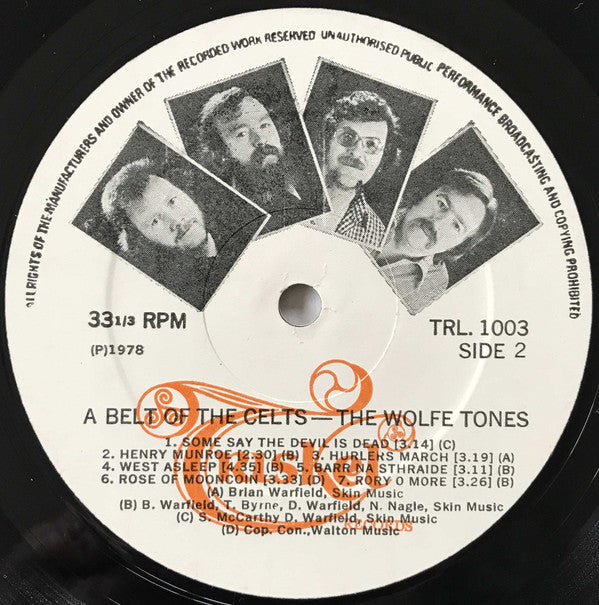 ALL RIGHTS OF THE MANUFACTURERS AND OWNER OF THE RECORDED WORK RESERVED UNAUTHORISED PUBLIC PERFORMANCE BROADCASTING AND COPYING PROHIBITED
33 1/3 RPM
(P)1978
TRL. 1003
SIDE 2
A BELT OF THE CELTS — THE WOLFE TONES
1. SOME SAY THE DEVIL IS DEAD [3.14] (C)
2. HENRY MUNROE [2.30] (B) 3. HURLERS MARCH [3.19] (A)
4. WEST ASLEEP [4.35] (B) 5. BARR NA STHRAIDE [3.11] (B)
6. ROSE OF MOONCOIN [3.33] (D) 7. RORY O MORE [3.26] (B)
(A) Brian Warfield, Skin Music
(B) B. Warfield, T. Byrne, D. Warfield, N. Nagle, Skin Music
(C) S. McCarthy D. Warfield, Skin Music
(D) Cop. Con., Walton Music
Triskel
RECORDS